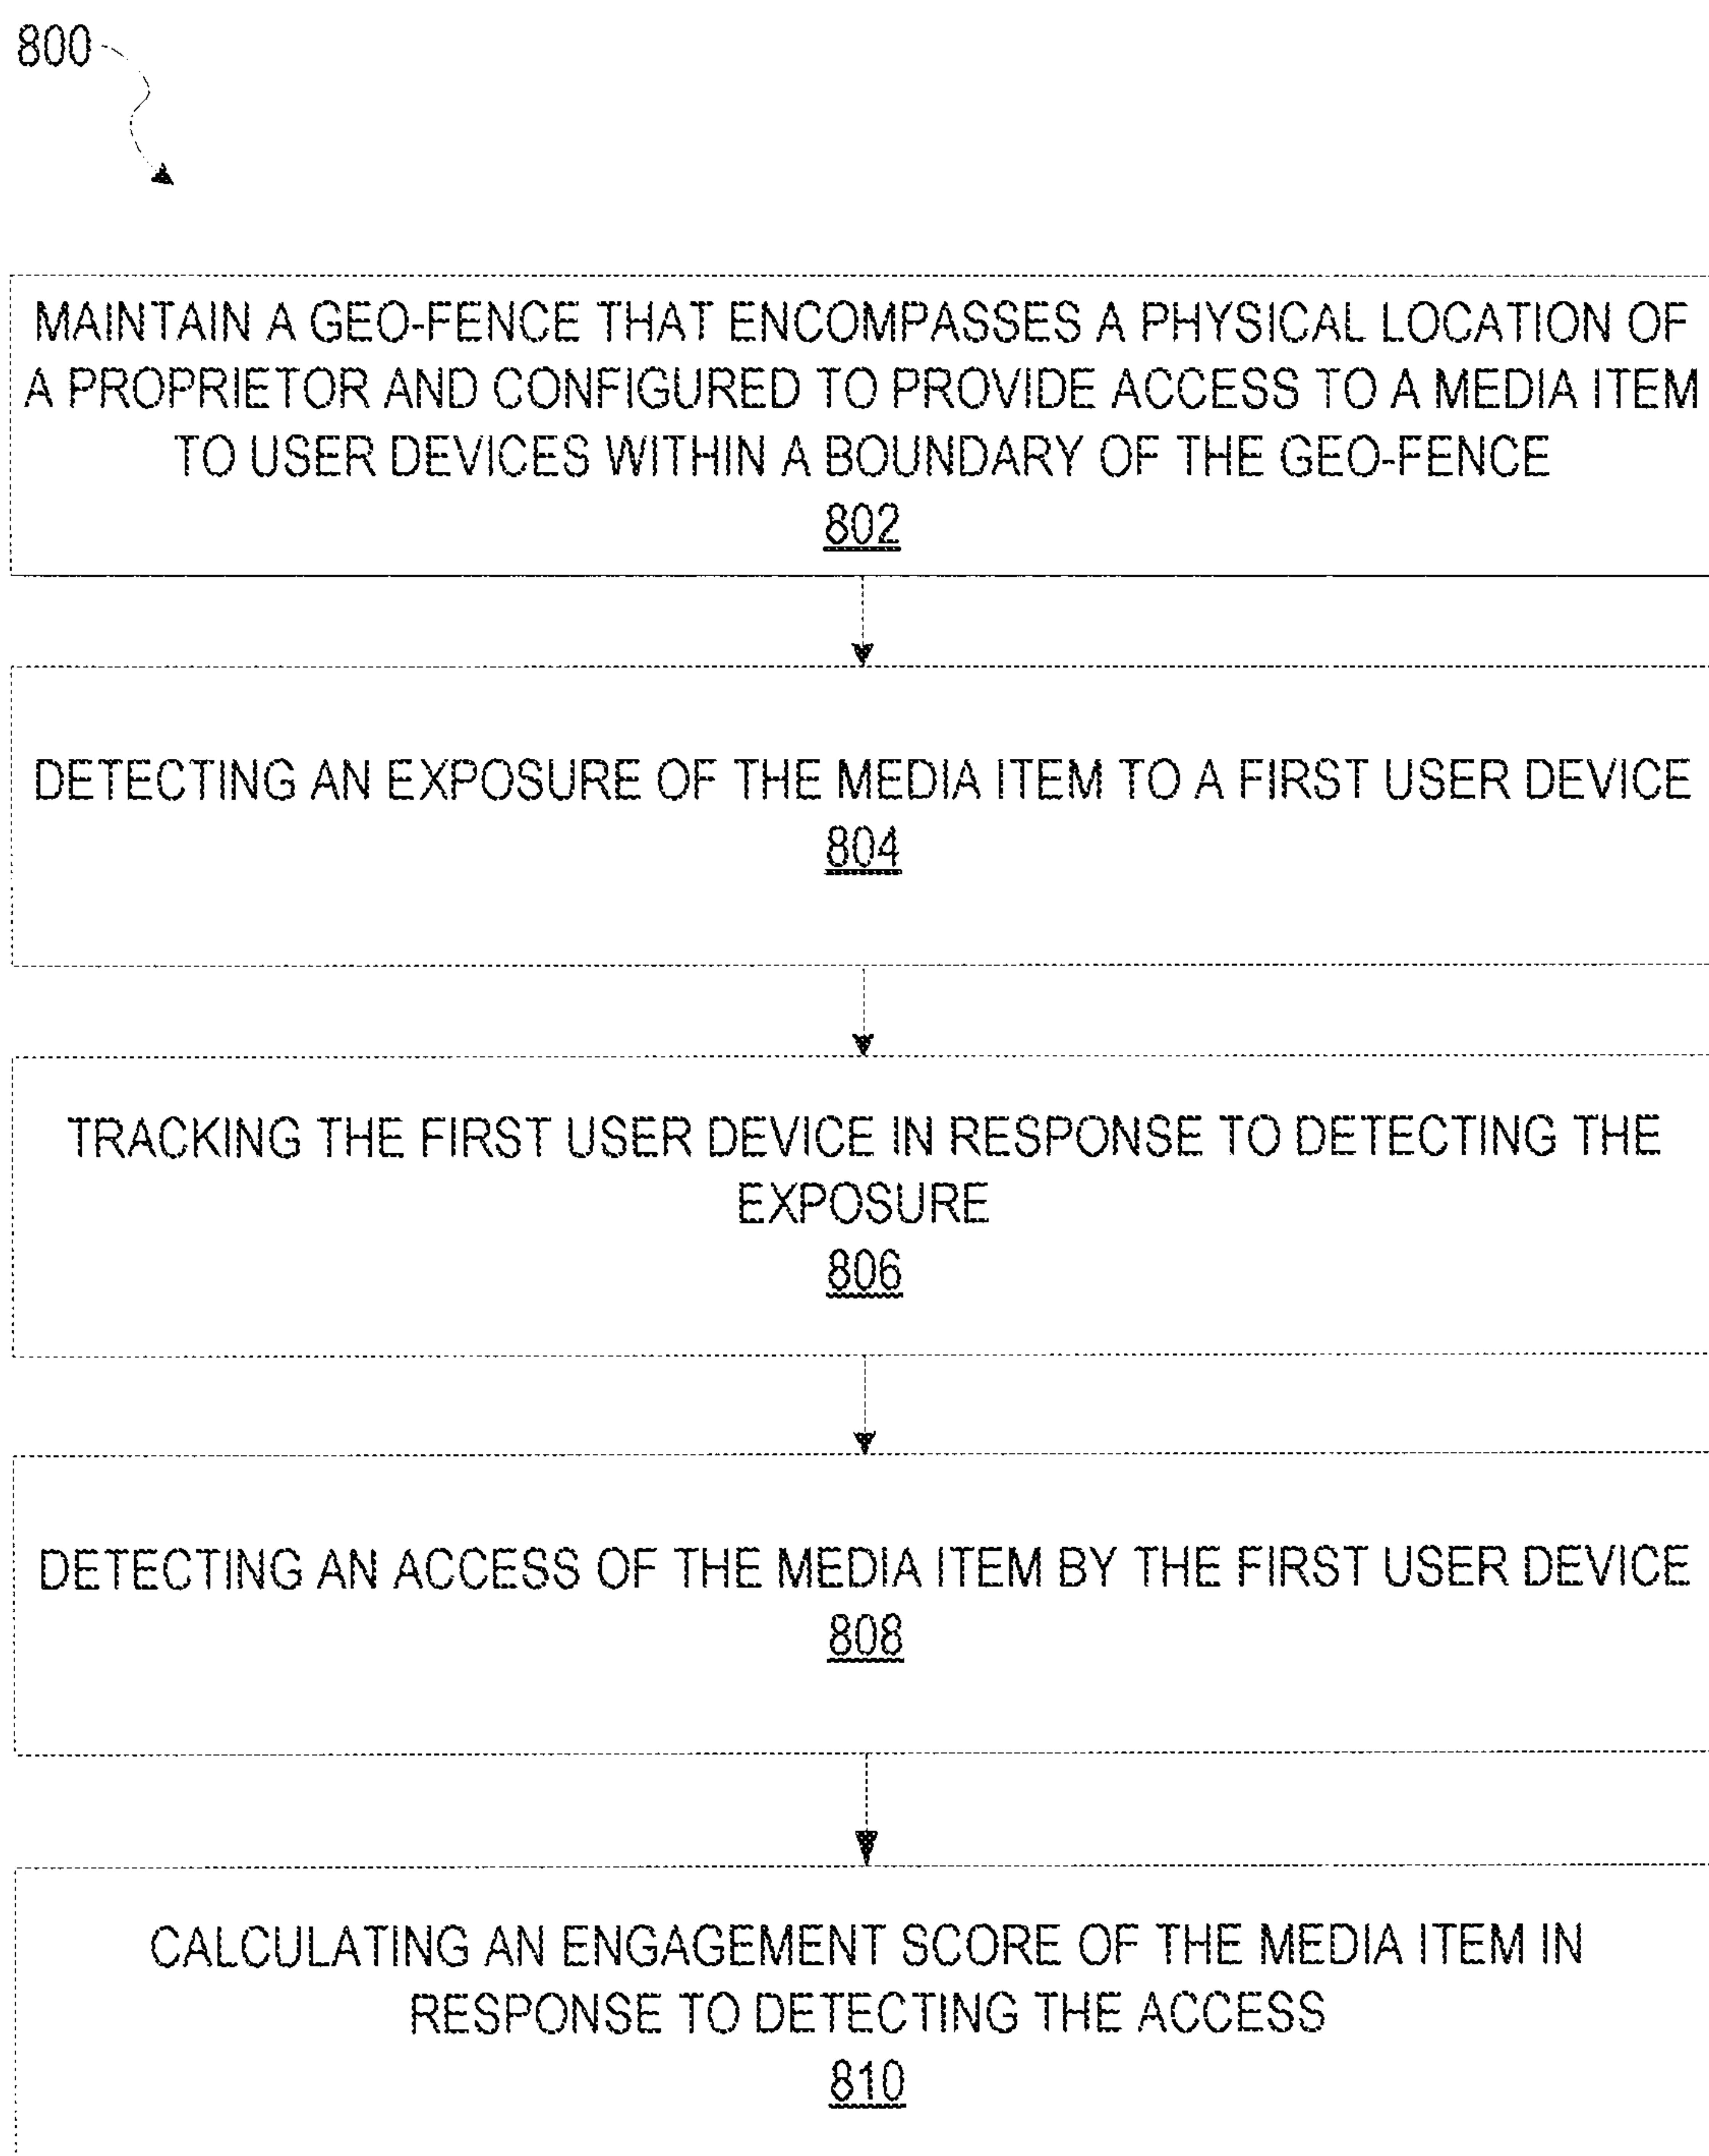 800
MAINTAIN A GEO-FENCE THAT ENCOMPASSES A PHYSICAL LOCATION OF
A PROPRIETOR AND CONFIGURED TO PROVIDE ACCESS TO A MEDIA ITEM
TO USER DEVICES WITHIN A BOUNDARY OF THE GEO-FENCE
802
DETECTING AN EXPOSURE OF THE MEDIA ITEM TO A FIRST USER DEVICE
804
TRACKING THE FIRST USER DEVICE IN RESPONSE TO DETECTING THE
EXPOSURE
806
DETECTING AN ACCESS OF THE MEDIA ITEM BY THE FIRST USER DEVICE
808
CALCULATING AN ENGAGEMENT SCORE OF THE MEDIA ITEM IN
RESPONSE TO DETECTING THE ACCESS
810